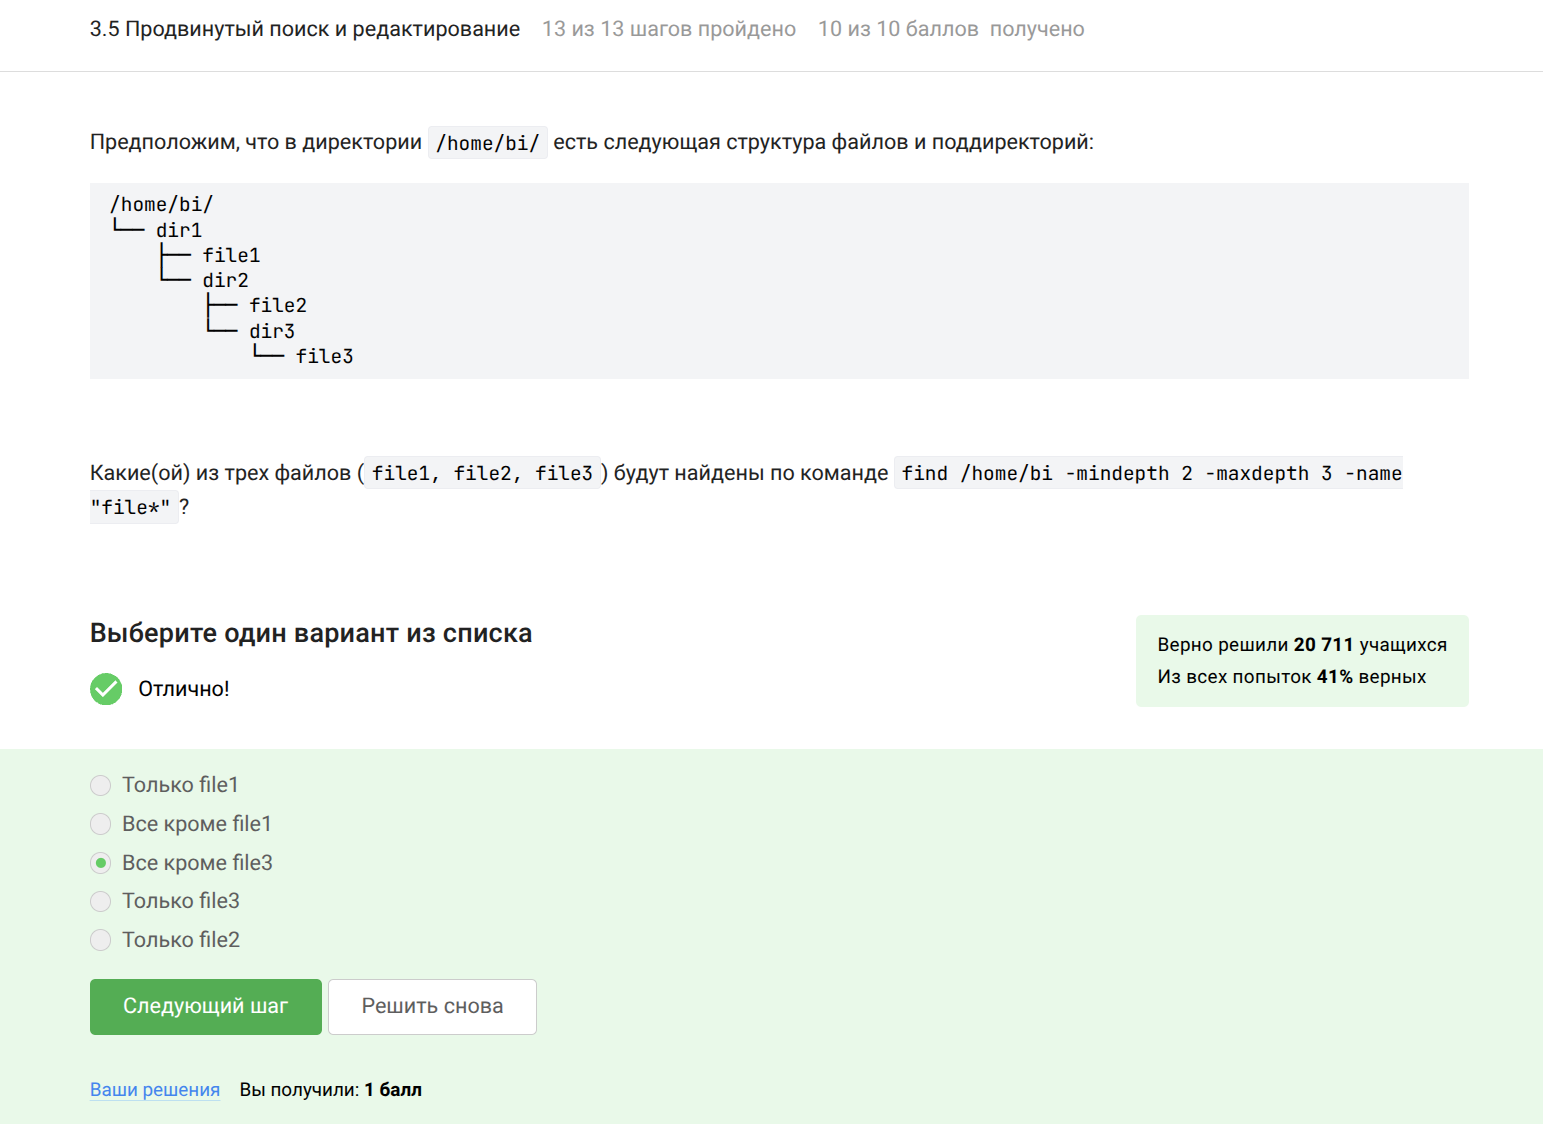 3.5 Продвинутый поиск и редактирование 13 из 13 шагов пройдено 10 из 10 баллов получено
Предположим, что в директории /home/bi/ есть следующая структура файлов и поддиректорий:
/home/bi/
└── dir1
    ├── file1
    └── dir2
        ├── file2
        └── dir3
            └── file3
Какие(ой) из трех файлов (file1, file2, file3) будут найдены по команде find /home/bi -mindepth 2 -maxdepth 3 -name
"file*"?
Выберите один вариант из списка
Отлично!
Верно решили 20 711 учащихся
Из всех попыток 41% верных
Только file1
Все кроме file1
Все кроме file3
Только file3
Только file2
Следующий шаг Решить снова
Ваши решения Вы получили: 1 балл